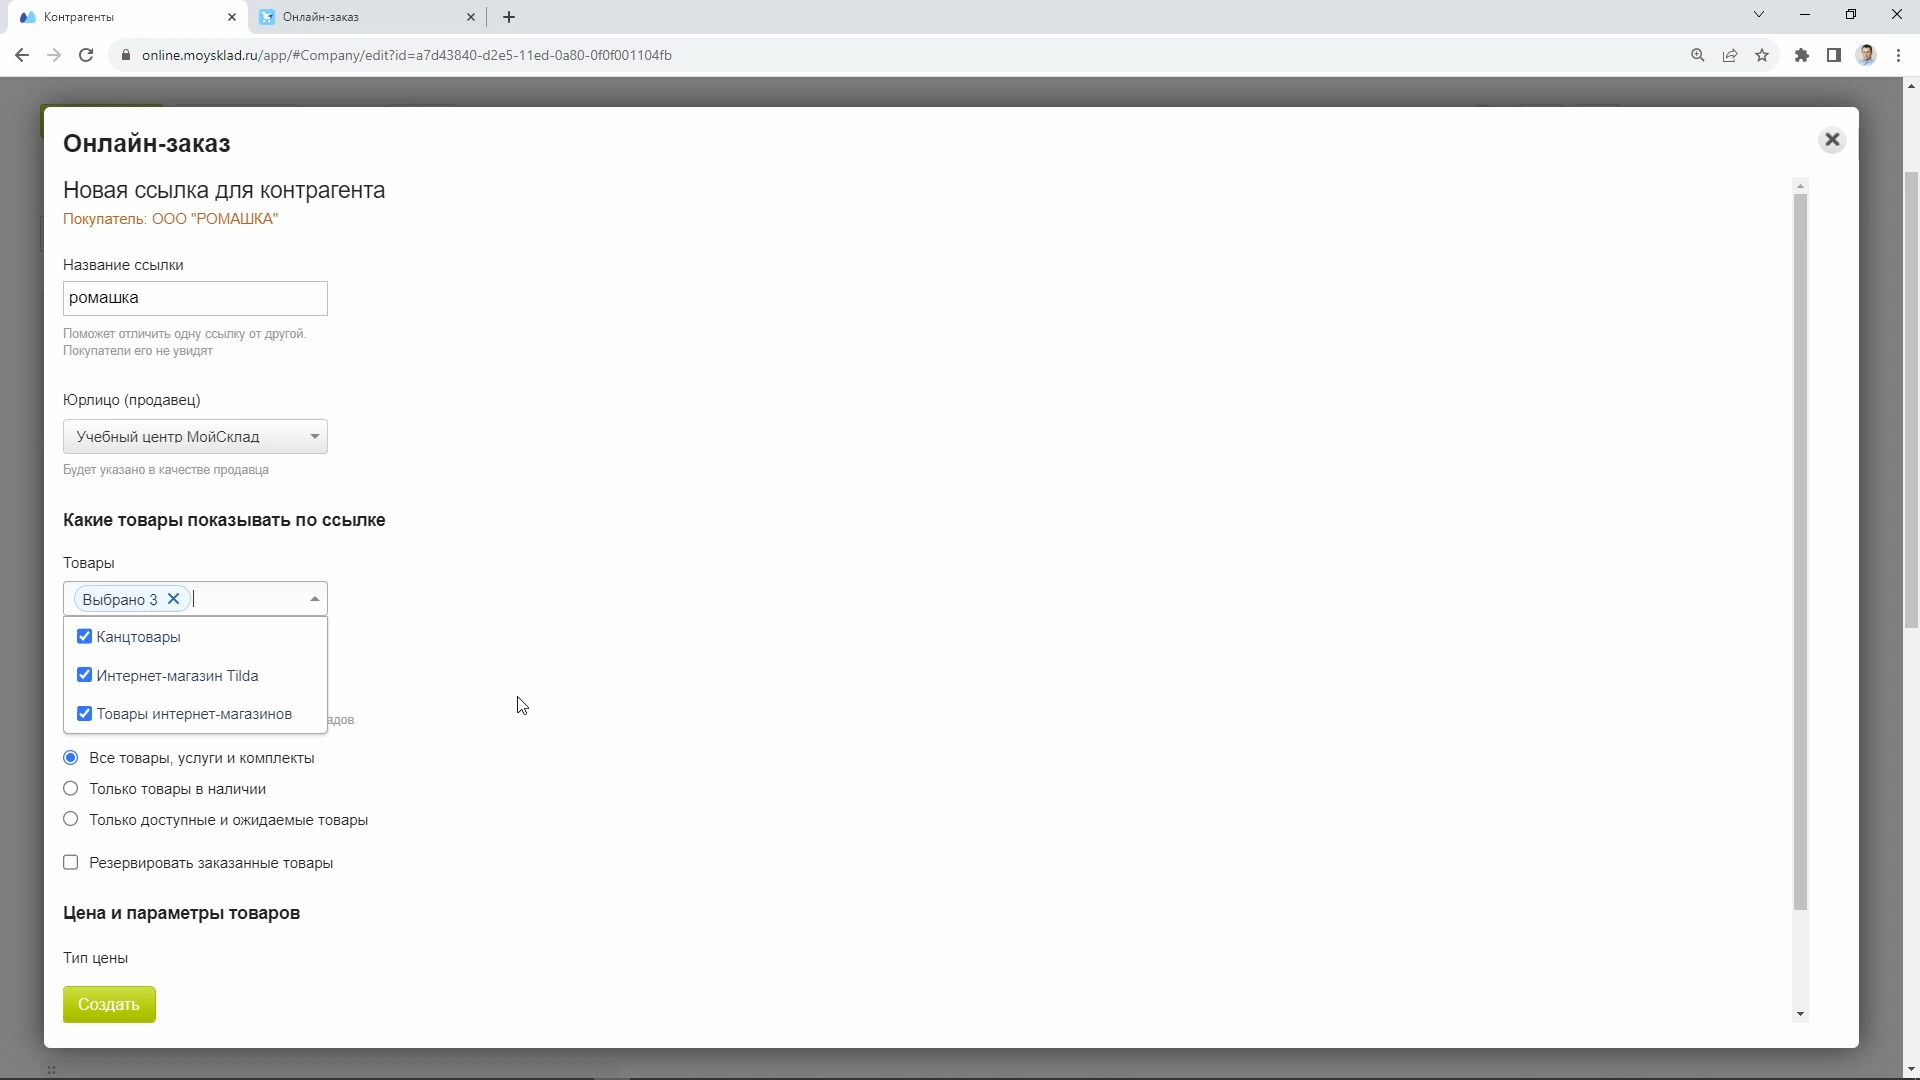 Контрагенты
Онлайн-заказ
online.moysklad.ru/app/#Company/edit?id=a7d43840-d2e5-11ed-0a80-0f0f001104fb
Онлайн-заказ
Новая ссылка для контрагента
Покупатель: ООО "РОМАШКА"
Название ссылки
ромашка
Поможет отличить одну ссылку от другой.
Покупатели его не увидят
Юрлицо (продавец)
Учебный центр МойСклад
Будет указано в качестве продавца
Какие товары показывать по ссылке
Товары
Выбрано 3
Канцтовары
Интернет-магазин Tilda
Товары интернет-магазинов
адов
Все товары, услуги и комплекты
Только товары в наличии
Только доступные и ожидаемые товары
Резервировать заказанные товары
Цена и параметры товаров
Тип цены
Создать